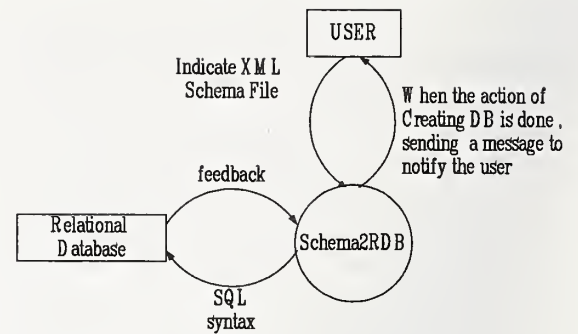 USER
Indicate XML
Schema File
When the action of
Creating DB is done,
sending a message to
notify the user
feedback
Relational
Database
Schema2RDB
SQL
syntax